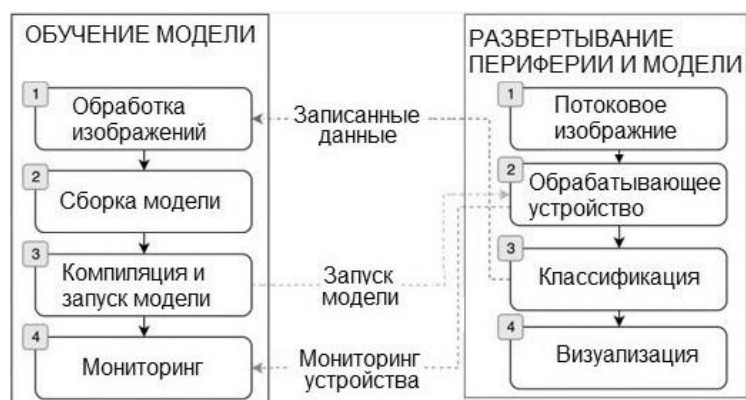 ОБУЧЕНИЕ МОДЕЛИ
1
Обработка
изображений
2
Сборка модели
3
Компиляция и
запуск модели
4
Мониторинг
Записанные
данные
Запуск
модели
Мониторинг
устройства
РАЗВЕРТЫВАНИЕ
ПЕРИФЕРИИ И МОДЕЛИ
1
Потоковое
изображние
2
Обрабатывающее
устройство
3
Классификация
4
Визуализация